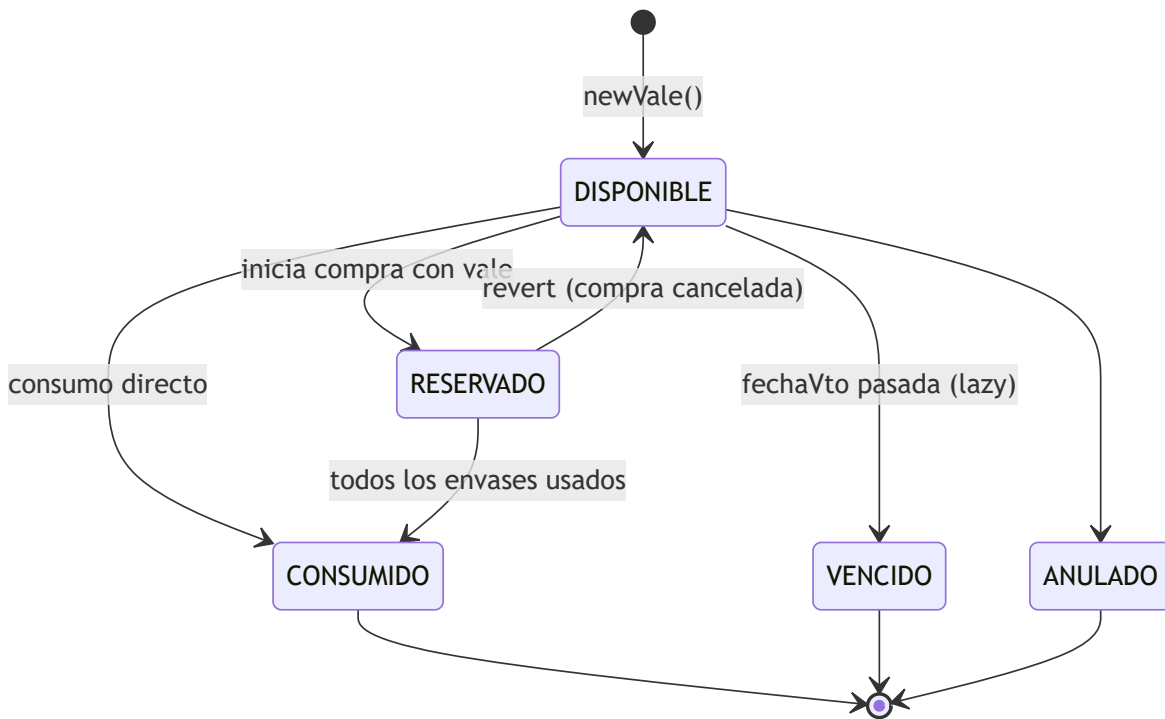 newVale()
DISPONIBLE
inicia compra con vale
revert (compra cancelada)
consumo directo
RESERVADO
fechaVto pasada (lazy)
todos los envases usados
CONSUMIDO
VENCIDO
ANULADO